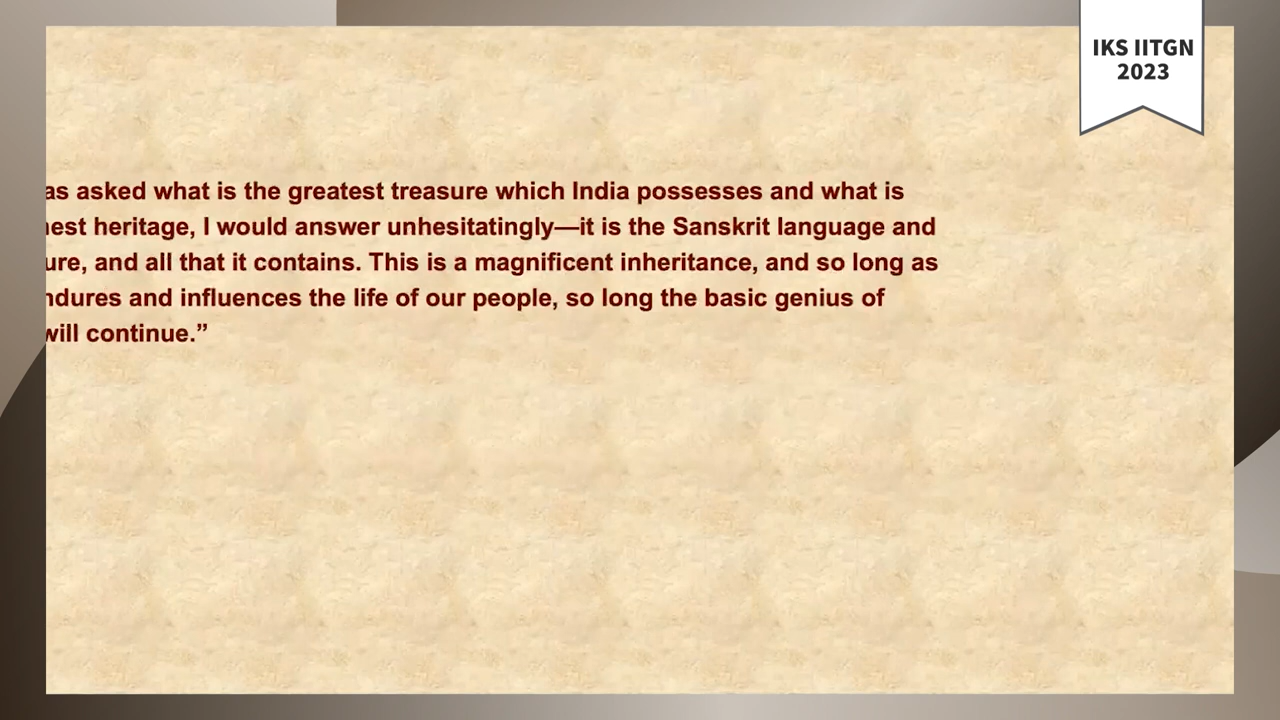 IKS IITGN
2023
as asked what is the greatest treasure which India possesses and what is
est heritage, I would answer unhesitatingly—it is the Sanskrit language and
ure, and all that it contains. This is a magnificent inheritance, and so long as
ndures and influences the life of our people, so long the basic genius of
will continue.”